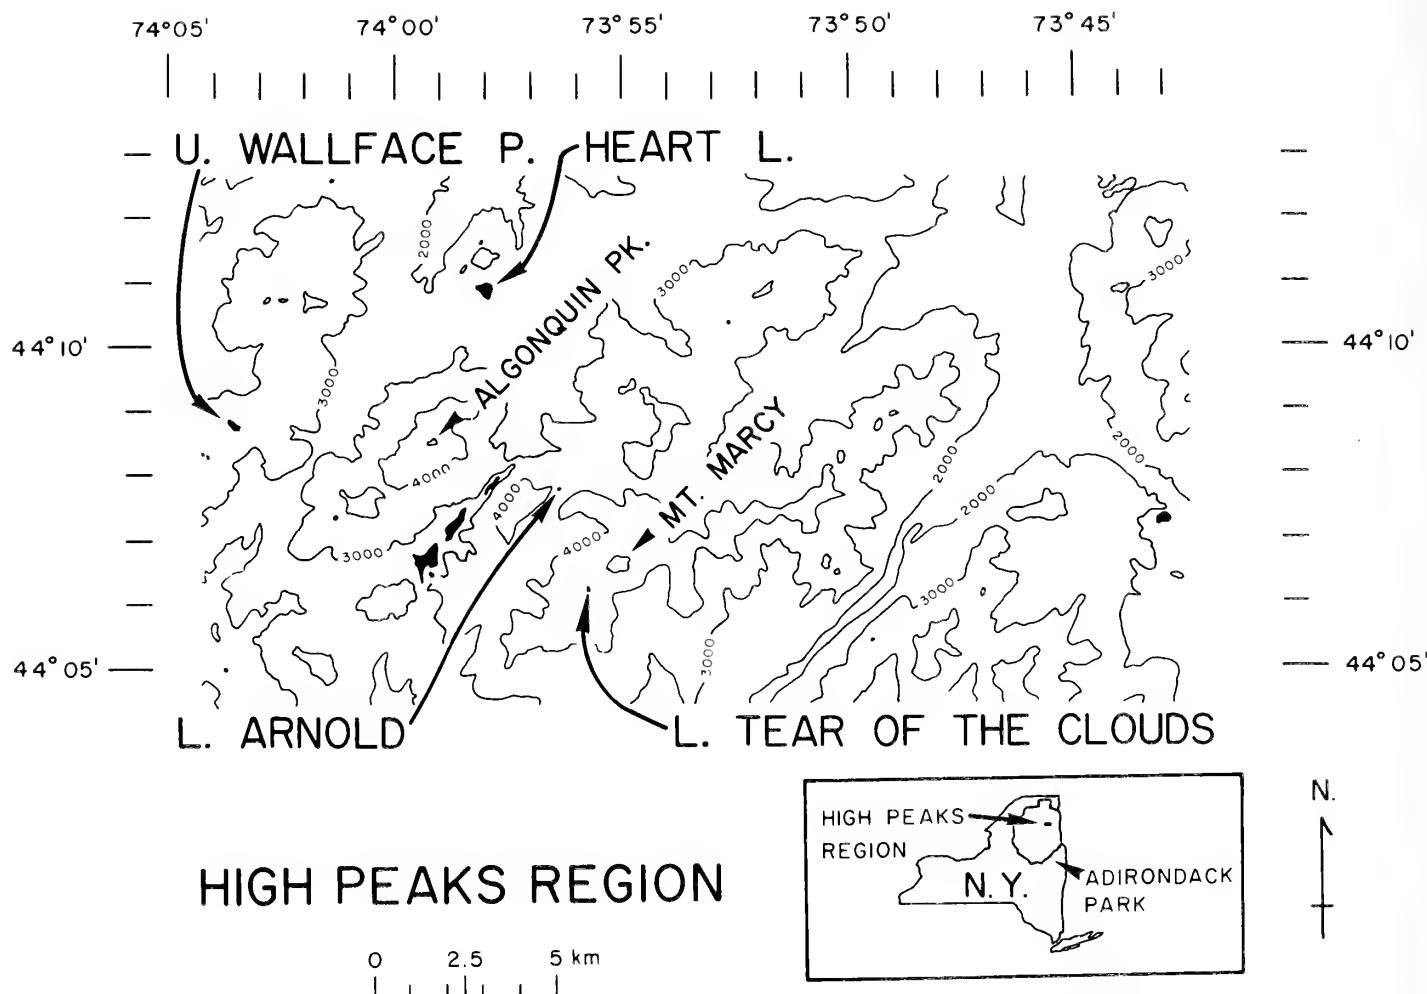 74°05' 74°00' 73°55' 73°50' 73°45'
U. WALLFACE P. HEART L.
2000
ALGONQUIN PK.
3000
3000
44°10' 44°10'
3000
MT. MARCY
2000
4000
2000
4000
2000
3000
4000
3000
3000
44°05' 44°05'
L. ARNOLD L. TEAR OF THE CLOUDS
HIGH PEAKS
REGION
N.Y.
ADIRONDACK
PARK
N.
HIGH PEAKS REGION
0 2.5 5 km